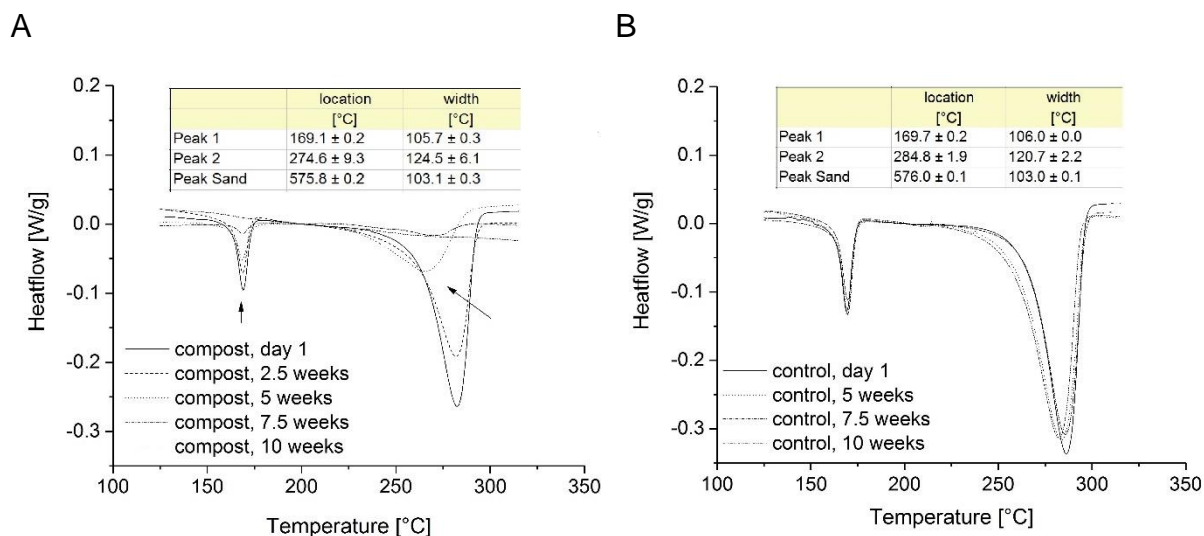 A
0.2
0.1
0.0
-0.1
-0.2
-0.3
Heatflow [W/g]
location width
[°C] [°C]
Peak 1 169.1 ± 0.2 105.7 ± 0.3
Peak 2 274.6 ± 9.3 124.5 ± 6.1
Peak Sand 575.8 ± 0.2 103.1 ± 0.3
compost, day 1
compost, 2.5 weeks
compost, 5 weeks
compost, 7.5 weeks
compost, 10 weeks
100 150 200 250 300 350
Temperature [°C]
B
0.2
0.1
0.0
-0.1
-0.2
-0.3
Heatflow [W/g]
location width
[°C] [°C]
Peak 1 169.7 ± 0.2 106.0 ± 0.0
Peak 2 284.8 ± 1.9 120.7 ± 2.2
Peak Sand 576.0 ± 0.1 103.0 ± 0.1
control, day 1
control, 5 weeks
control, 7.5 weeks
control, 10 weeks
100 150 200 250 300 350
Temperature [°C]